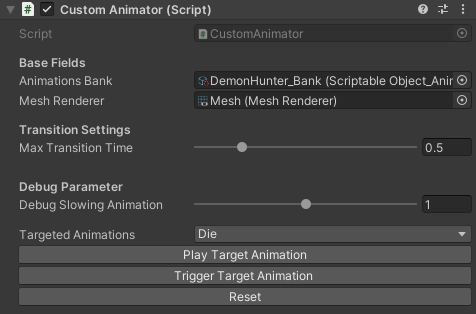 Custom Animator (Script)
Script CustomAnimator
Base Fields
Animations Bank DemonHunter_Bank (Scriptable Object_Anir
Mesh Renderer Mesh (Mesh Renderer)
Transition Settings
Max Transition Time 0.5
Debug Parameter
Debug Slowing Animation 1
Targeted Animations Die
Play Target Animation
Trigger Target Animation
Reset